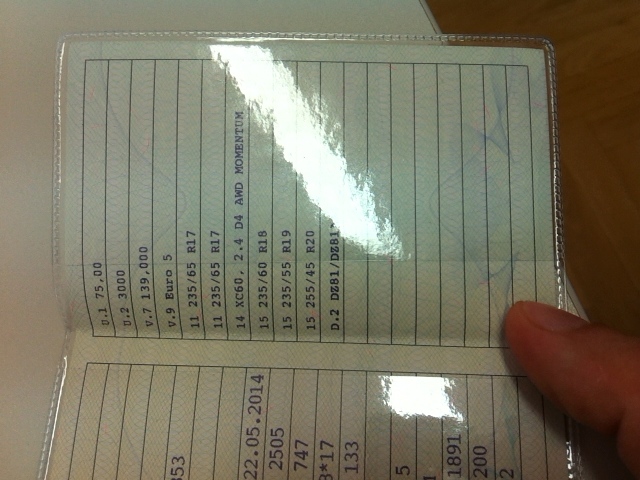 353
22.05.2014
2505
747
3*17
133
5
1891
200
2
U.1 75,00
U.2 3000
V.7 139,000
V.9 Euro 5
11 235/65 R17
11 235/65 R17
14 XC60, 2.4 D4 AWD MOMENTUM
15 235/60 R18
15 235/55 R19
15 255/45 R20
D.2 DZ81/DZ81